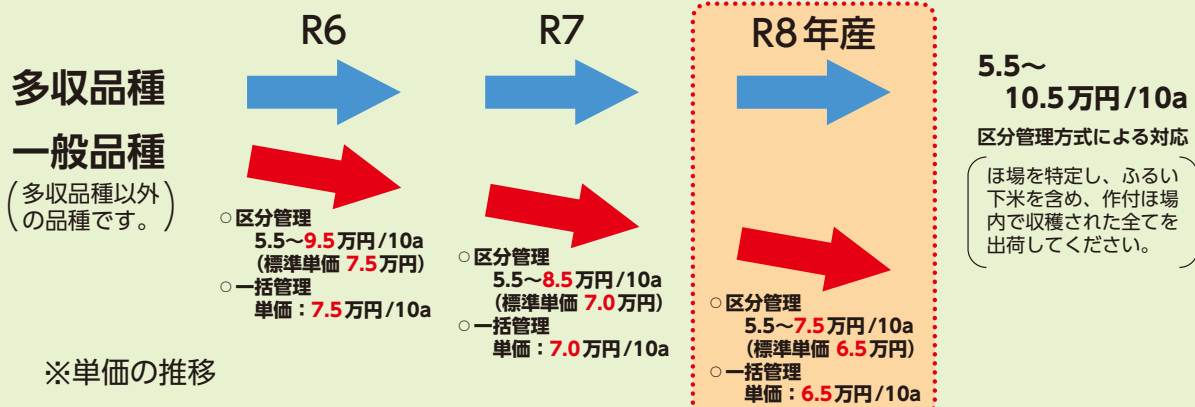 R6
R7
R8年産
多収品種
5.5～
10.5万円/10a
区分管理方式による対応
ほ場を特定し、ふるい
下米を含め、作付ほ場
内で収穫された全てを
出荷してください。
一般品種
(多収品種以外
の品種です。)
○区分管理
5.5～9.5万円/10a
(標準単価 7.5万円)
○一括管理
単価：7.5万円/10a
○区分管理
5.5～8.5万円/10a
(標準単価 7.0万円)
○一括管理
単価：7.0万円/10a
○区分管理
5.5～7.5万円/10a
(標準単価 6.5万円)
○一括管理
単価：6.5万円/10a
※単価の推移